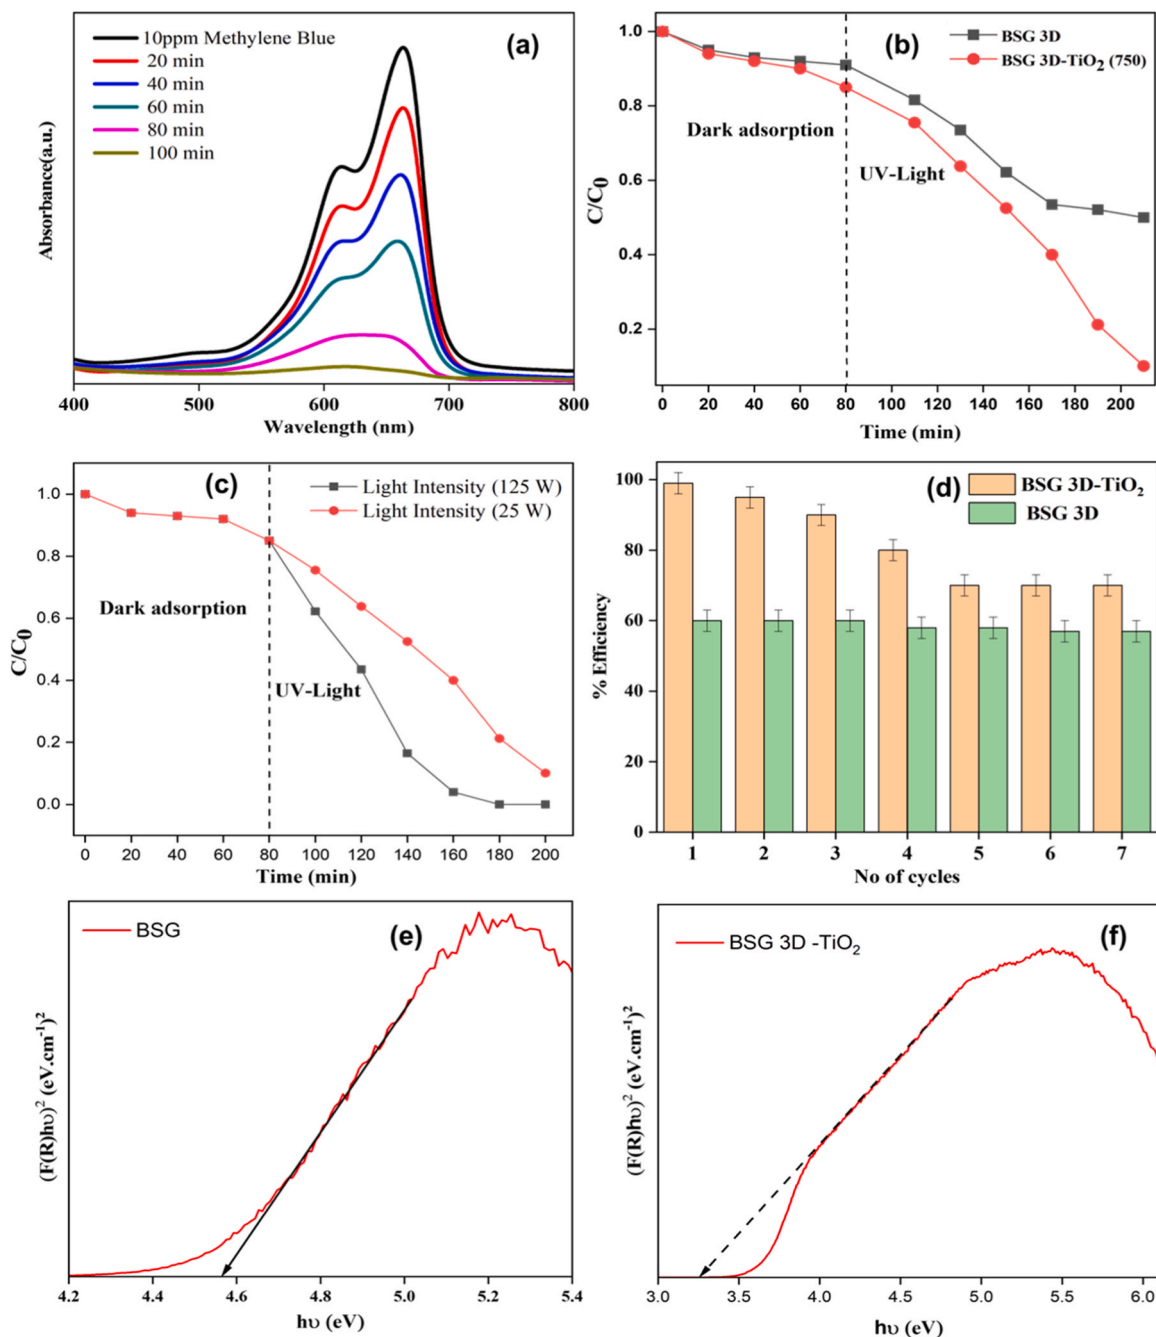 (a)
10ppm Methylene Blue
20 min
40 min
60 min
80 min
100 min
Absorbance(a.u.)
400 500 600 700 800
Wavelength (nm)
(b)
BSG 3D
BSG 3D-TiO₂ (750)
Dark adsorption
UV-Light
C/C₀
1.0
0.8
0.6
0.4
0.2
0 20 40 60 80 100 120 140 160 180 200
Time (min)
(c)
Light Intensity (125 W)
Light Intensity (25 W)
Dark adsorption
UV-Light
C/C₀
1.0
0.8
0.6
0.4
0.2
0.0
0 20 40 60 80 100 120 140 160 180 200
Time (min)
(d)
BSG 3D-TiO₂
BSG 3D
% Efficiency
100
80
60
40
20
0
1 2 3 4 5 6 7
No of cycles
(e)
BSG
(F(R)hυ)² (eV.cm⁻¹)²
4.2 4.4 4.6 4.8 5.0 5.2 5.4
hυ (eV)
(f)
BSG 3D -TiO₂
(F(R)hυ)² (eV.cm⁻¹)²
3.0 3.5 4.0 4.5 5.0 5.5 6.0
hυ (eV)